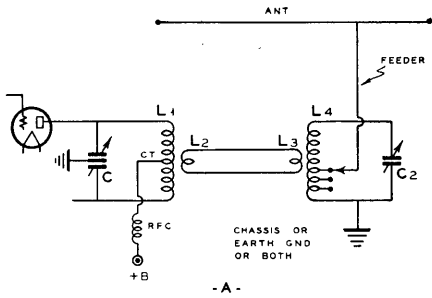 ANT
FEEDER
L1
L4
L2
L3
CT
C
C2
RFC
CHASSIS OR
EARTH GND
OR BOTH
+B
-A-